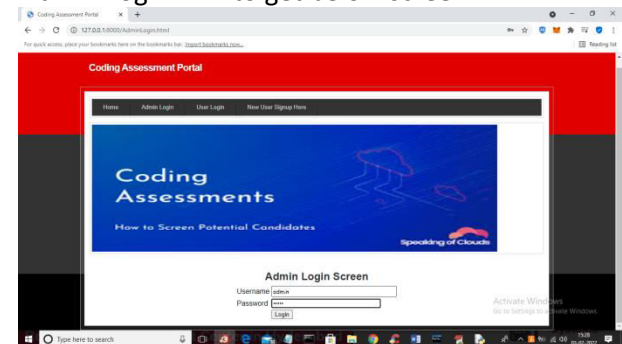 Coding Assessment Portal
127.0.0.1:8000/AdminLogin.html
For quick access, place your bookmarks here on the bookmarks bar. Import bookmarks now...
Reading list
Coding Assessment Portal
Home Admin Login User Login New User Signup Here
Coding
Assessments
How to Screen Potential Candidates
Speaking of Clouds
Admin Login Screen
Username admin
Password •••••
Login
Activate Windows
Go to Settings to activate Windows.
Type here to search
15:28